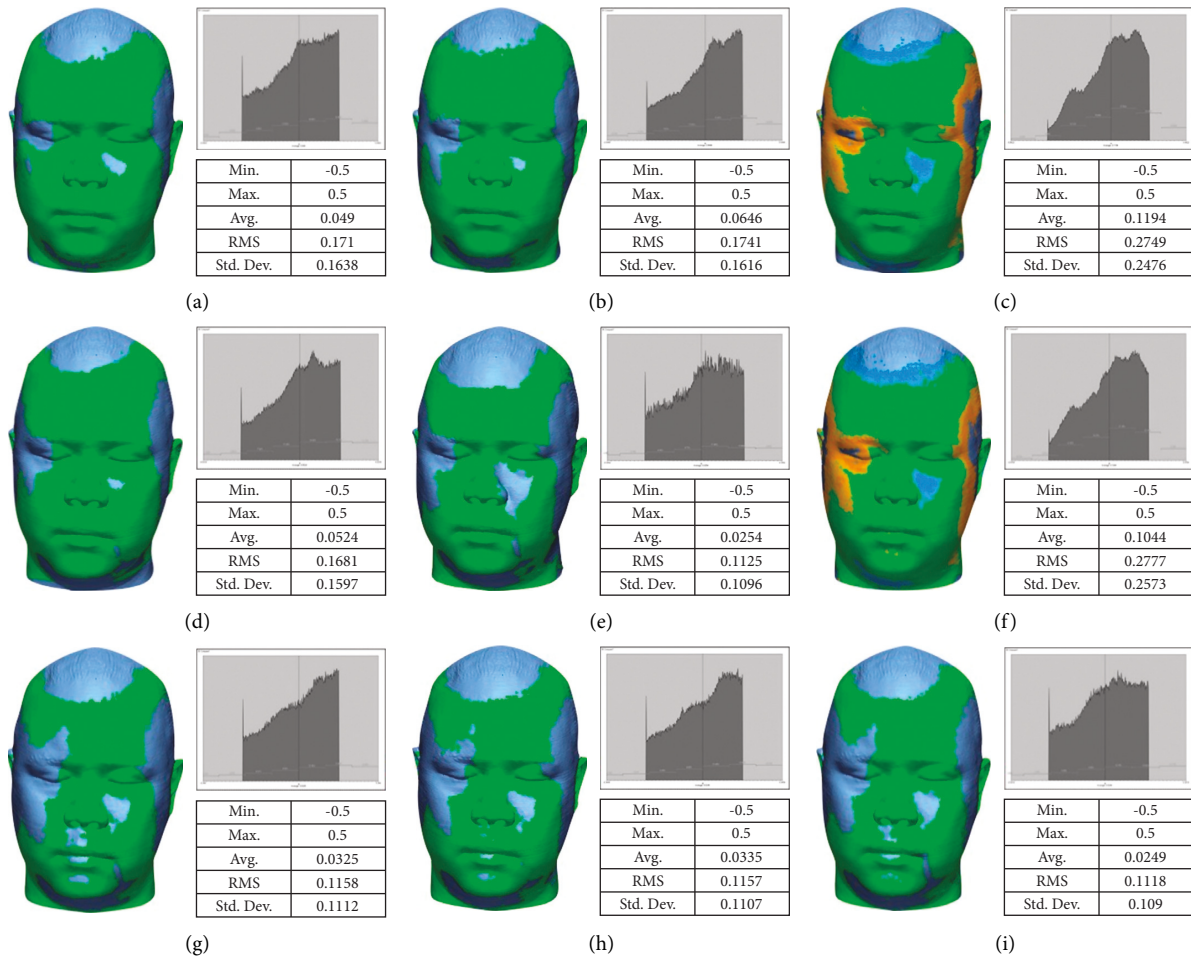 Min. -0.5
Max. 0.5
Avg. 0.049
RMS 0.171
Std. Dev. 0.1638
(a)
Min. -0.5
Max. 0.5
Avg. 0.0646
RMS 0.1741
Std. Dev. 0.1616
(b)
Min. -0.5
Max. 0.5
Avg. 0.1194
RMS 0.2749
Std. Dev. 0.2476
(c)
Min. -0.5
Max. 0.5
Avg. 0.0524
RMS 0.1681
Std. Dev. 0.1597
(d)
Min. -0.5
Max. 0.5
Avg. 0.0254
RMS 0.1125
Std. Dev. 0.1096
(e)
Min. -0.5
Max. 0.5
Avg. 0.1044
RMS 0.2777
Std. Dev. 0.2573
(f)
Min. -0.5
Max. 0.5
Avg. 0.0325
RMS 0.1158
Std. Dev. 0.1112
(g)
Min. -0.5
Max. 0.5
Avg. 0.0335
RMS 0.1157
Std. Dev. 0.1107
(h)
Min. -0.5
Max. 0.5
Avg. 0.0249
RMS 0.1118
Std. Dev. 0.109
(i)